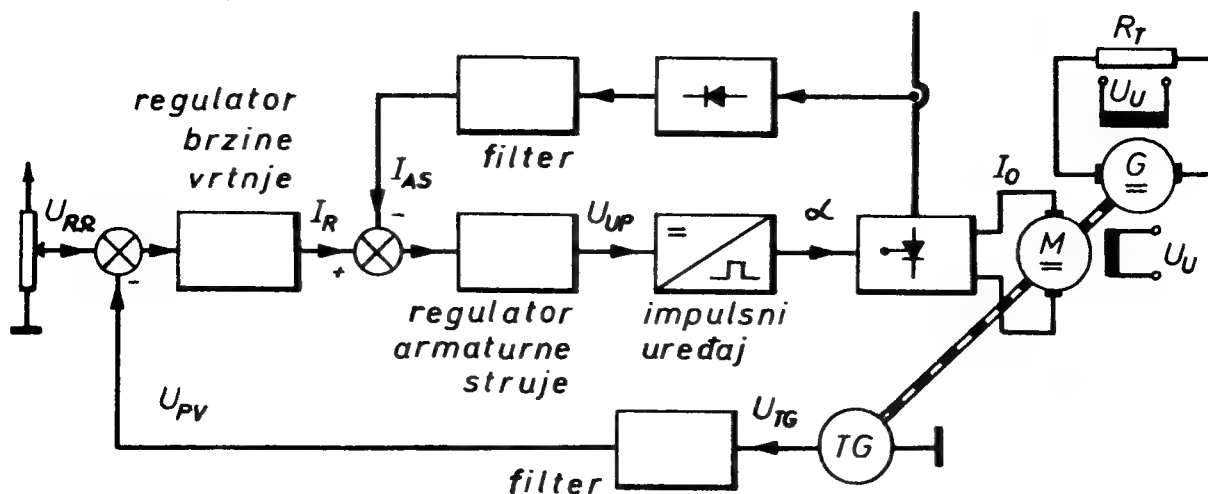 R_T
U_U
regulator
brzine
vrtnje
filter
I_AS
I_O
G
U_RΩ
I_R
U_UP
α
M
U_U
-
+
-
=
regulator
armaturne
struje
impulsni
uređaj
U_PV
U_TG
TG
filter